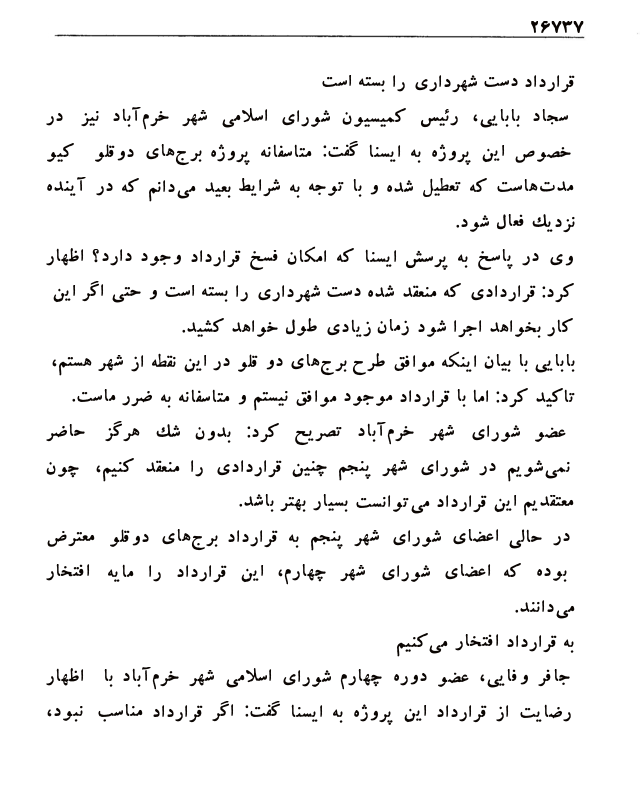 ۲۶۷۳۷
قرارداد دست شهرداری را بسته است
سجاد بابایی، رئیس کمیسیون شورای اسلامی شهر خرم‌آباد نیز در
خصوص این پروژه به ایسنا گفت: متاسفانه پروژه برج‌های دوقلو کیو
مدت‌هاست که تعطیل شده و با توجه به شرایط بعید می‌دانم که در آینده
نزدیك فعال شود.
وی در پاسخ به پرسش ایسنا که امکان فسخ قرارداد وجود دارد؟ اظهار
کرد: قراردادی که منعقد شده دست شهرداری را بسته است و حتی اگر این
کار بخواهد اجرا شود زمان زیادی طول خواهد کشید.
بابایی با بیان اینکه موافق طرح برج‌های دو قلو در این نقطه از شهر هستم،
تاکید کرد: اما با قرارداد موجود موافق نیستم و متاسفانه به ضرر ماست.
عضو شورای شهر خرم‌آباد تصریح کرد: بدون شك هرگز حاضر
نمی‌شویم در شورای شهر پنجم چنین قراردادی را منعقد کنیم، چون
معتقدیم این قرارداد می‌توانست بسیار بهتر باشد.
در حالی اعضای شورای شهر پنجم به قرارداد برج‌های دوقلو معترض
بوده که اعضای شورای شهر چهارم، این قرارداد را مایه افتخار
می‌دانند.
به قرارداد افتخار می‌کنیم
جافر وفایی، عضو دوره چهارم شورای اسلامی شهر خرم‌آباد با اظهار
رضایت از قرارداد این پروژه به ایسنا گفت: اگر قرارداد مناسب نبود،